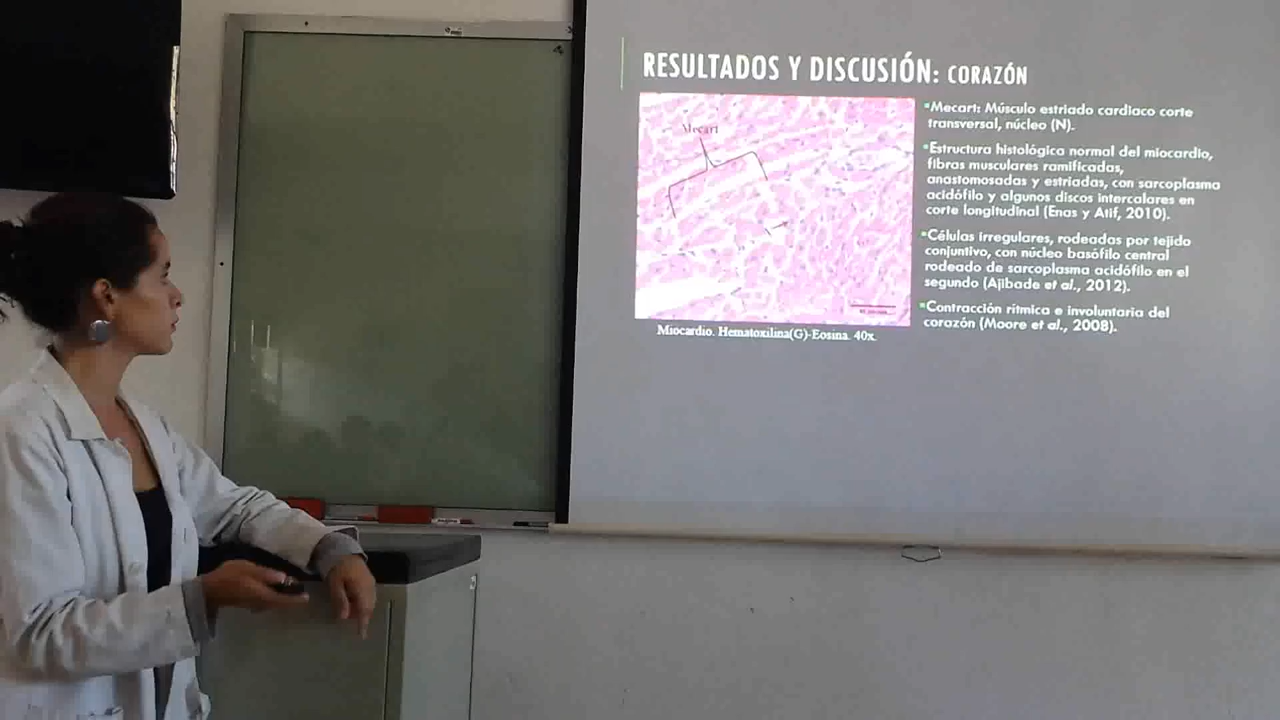 RESULTADOS Y DISCUSIÓN: CORAZÓN
Mecart
▪Mecart: Músculo estriado cardiaco corte
transversal, núcleo (N).
▪Estructura histológica normal del miocardio,
fibras musculares ramificadas,
anastomosadas y estriadas, con sarcoplasma
acidófilo y algunos discos intercalares en
corte longitudinal (Enas y Atif, 2010).
▪Células irregulares, rodeadas por tejido
conjuntivo, con núcleo basófilo central
rodeado de sarcoplasma acidófilo en el
segundo (Ajibade et al., 2012).
▪Contracción rítmica e involuntaria del
corazón (Moore et al., 2008).
Miocardio. Hematoxilina(G)-Eosina. 40x.